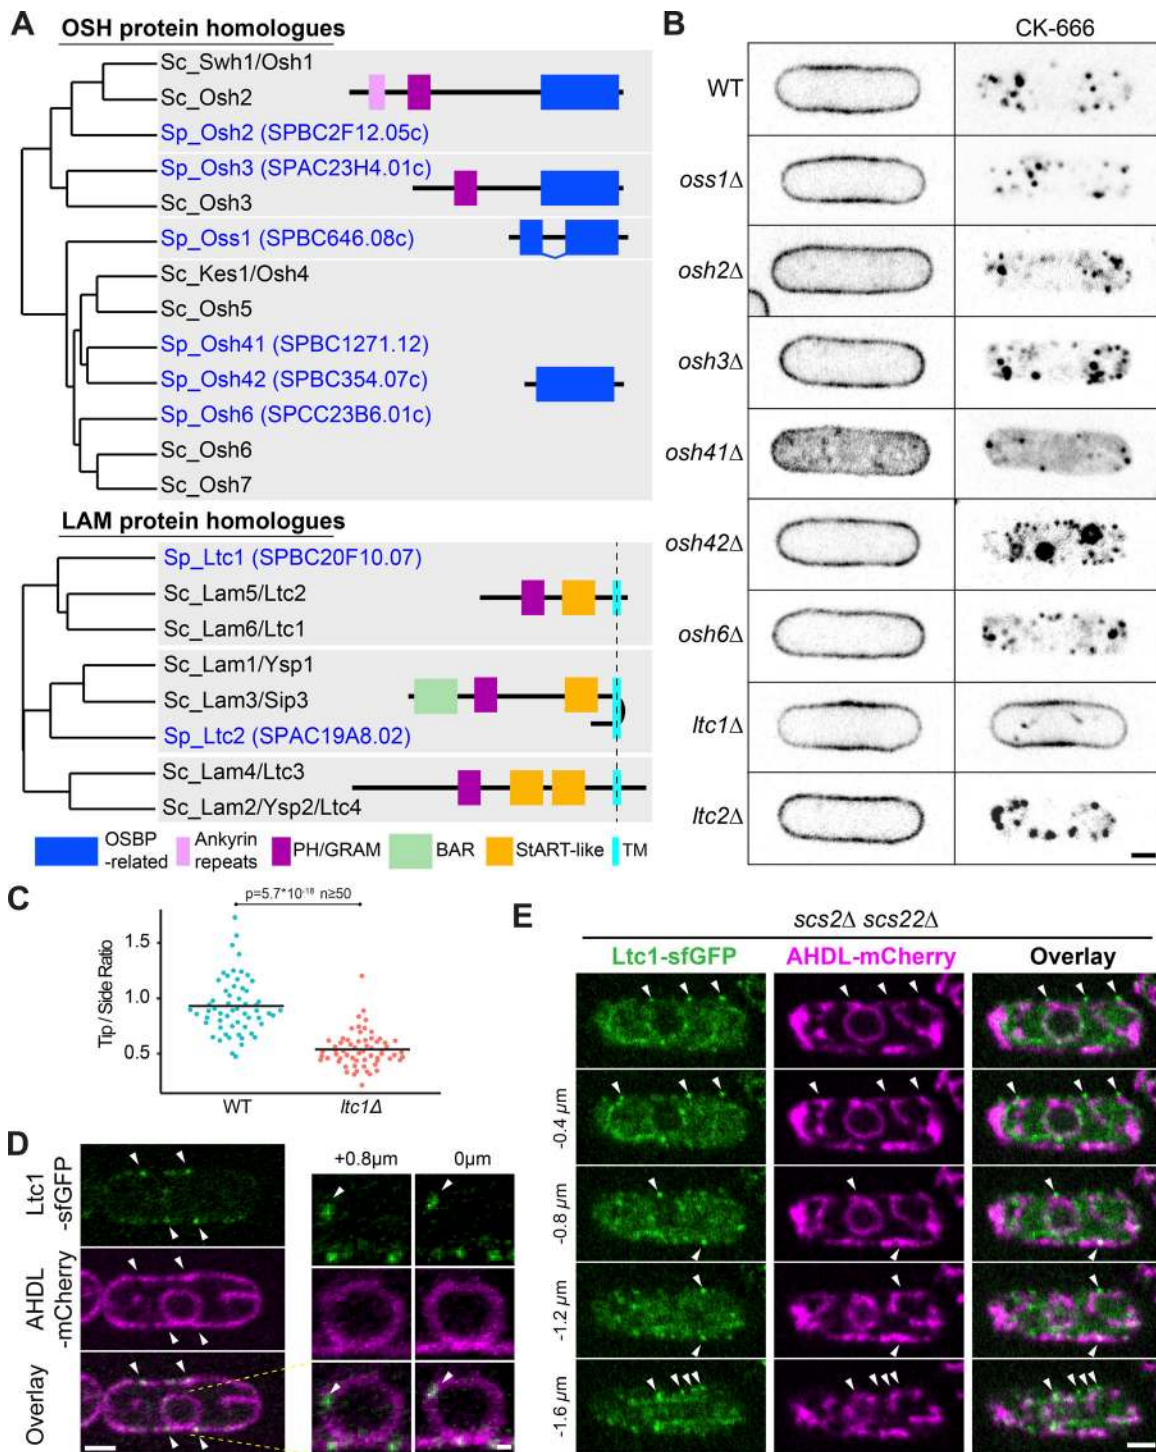 A
OSH protein homologues
Sc_Swh1/Osh1
Sc_Osh2
Sp_Osh2 (SPBC2F12.05c)
Sp_Osh3 (SPAC23H4.01c)
Sc_Osh3
Sp_Oss1 (SPBC646.08c)
Sc_Kes1/Osh4
Sc_Osh5
Sp_Osh41 (SPBC1271.12)
Sp_Osh42 (SPBC354.07c)
Sp_Osh6 (SPCC23B6.01c)
Sc_Osh6
Sc_Osh7
LAM protein homologues
Sp_Ltc1 (SPBC20F10.07)
Sc_Lam5/Ltc2
Sc_Lam6/Ltc1
Sc_Lam1/Ysp1
Sc_Lam3/Sip3
Sp_Ltc2 (SPAC19A8.02)
Sc_Lam4/Ltc3
Sc_Lam2/Ysp2/Ltc4
OSBP
-related
Ankyrin
repeats
PH/GRAM
BAR
StART-like
TM
B
CK-666
WT
oss1Δ
osh2Δ
osh3Δ
osh41Δ
osh42Δ
osh6Δ
ltc1Δ
ltc2Δ
C
p=5.7*10-18 n≥50
Tip / Side Ratio
1.5
1.0
0.5
WT
ltc1Δ
D
Ltc1
-sfGFP
AHDL
-mCherry
Overlay
+0.8µm
0µm
E
scs2Δ scs22Δ
Ltc1-sfGFP
AHDL-mCherry
Overlay
-0.4 µm
-0.8 µm
-1.2 µm
-1.6 µm